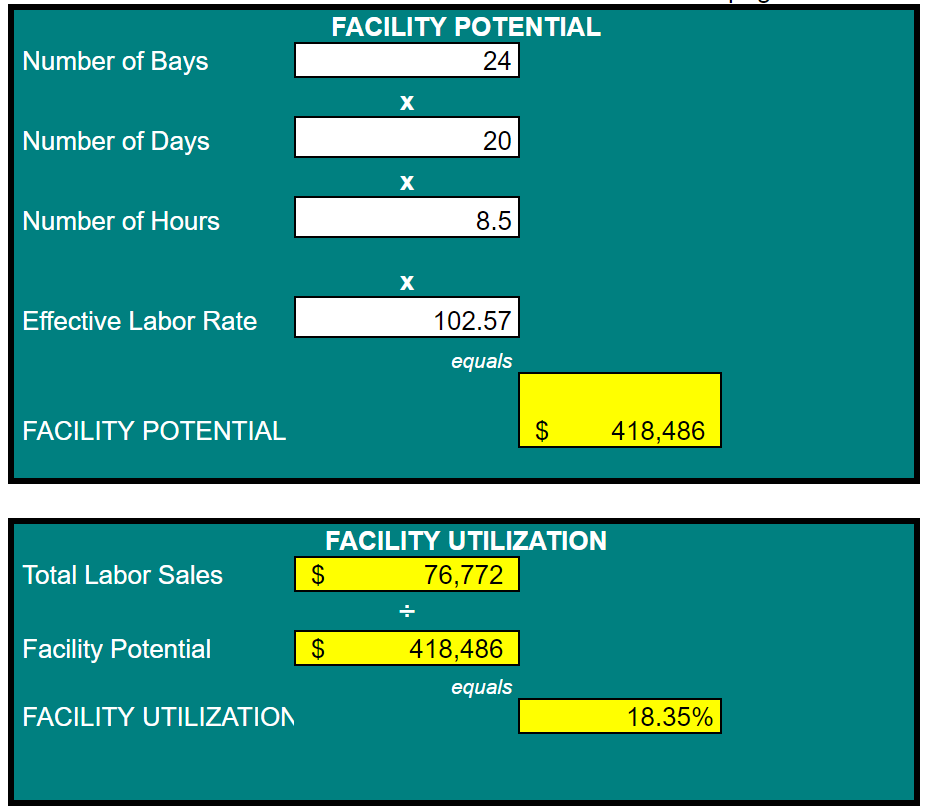 FACILITY POTENTIAL
Number of Bays 24
x
Number of Days 20
x
Number of Hours 8.5
x
Effective Labor Rate 102.57
equals
FACILITY POTENTIAL $ 418,486
FACILITY UTILIZATION
Total Labor Sales $ 76,772
÷
Facility Potential $ 418,486
equals
FACILITY UTILIZATION 18.35%